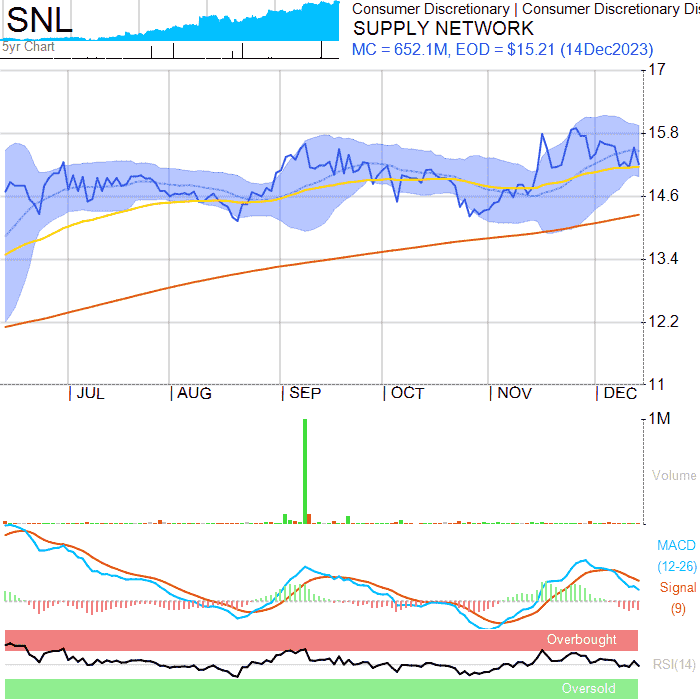 SNL
Consumer Discretionary | Consumer Discretionary Dis
SUPPLY NETWORK
MC = 652.1M, EOD = $15.21 (14Dec2023)
5yr Chart
17
15.8
14.6
13.4
12.2
11
| JUL | AUG | SEP | OCT | NOV | DEC
1M
Volume
MACD
(12-26)
Signal
(9)
Overbought
RSI(14)
Oversold